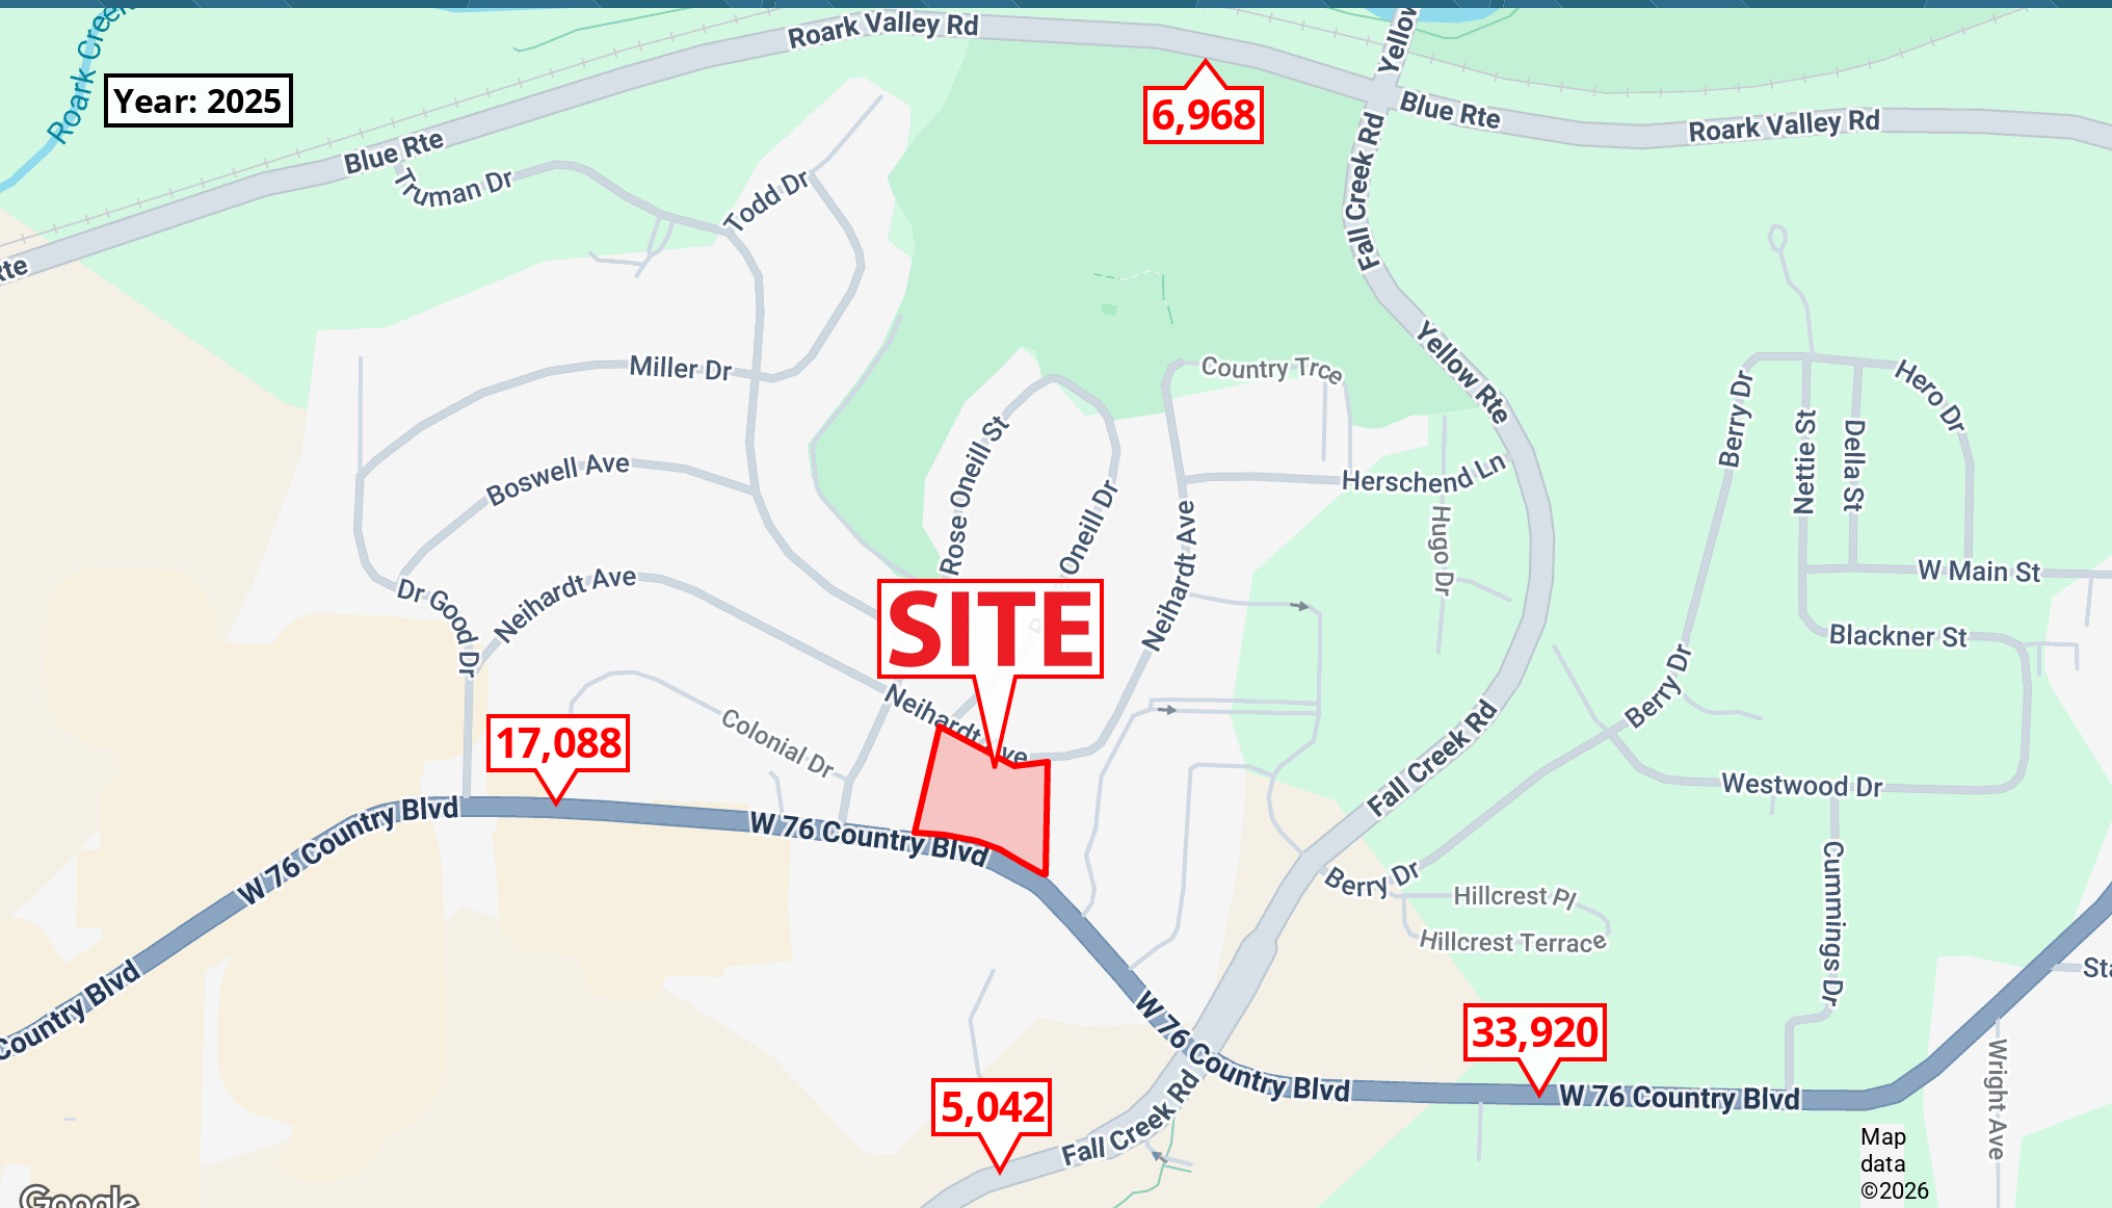 Roark Creek
Roark Valley Rd
Yellow
Year: 2025
6,968
Blue Rte
Roark Valley Rd
Blue Rte
Truman Dr
Todd Dr
Fall Creek Rd
Rte
Miller Dr
Country Trce
Yellow Rte
Hero Dr
Berry Dr
Nettie St
Della St
Boswell Ave
Rose Oneill St
Oneill Dr
Herschend Ln
Neihardt Ave
Hugo Dr
W Main St
Dr Good Dr
Neihardt Ave
SITE
Blackner St
Berry Dr
Neihardt Ave
17,088
Colonial Dr
Fall Creek Rd
Westwood Dr
W 76 Country Blvd
W 76 Country Blvd
Berry Dr
Hillcrest Pl
Hillcrest Terrace
Cummings Dr
Country Blvd
W 76 Country Blvd
33,920
W 76 Country Blvd
5,042
Fall Creek Rd
Wright Ave
Map
data
©2026
Google